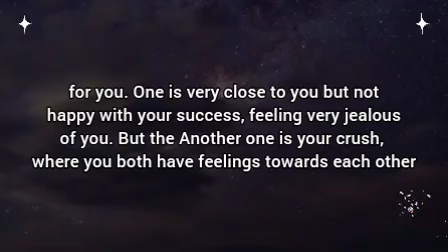 for you. One is very close to you but not
happy with your success, feeling very jealous
of you. But the Another one is your crush,
where you both have feelings towards each other